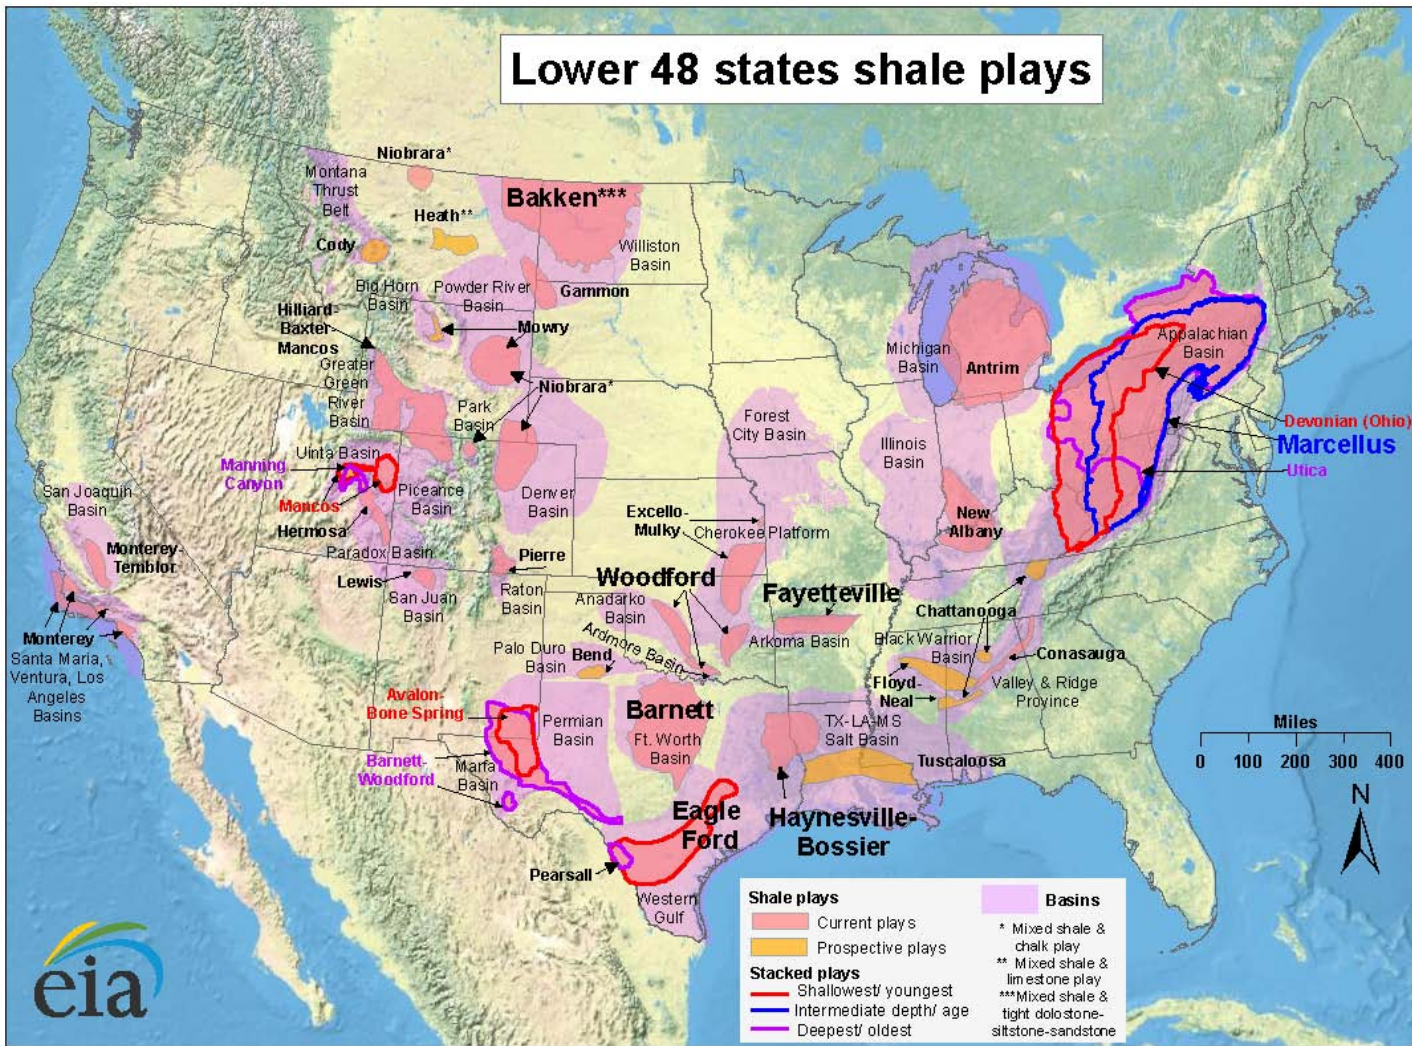 Lower 48 states shale plays
Niobrara*
Montana
Thrust
Belt
Bakken***
Heath**
Cody
Williston
Basin
Big Horn
Basin
Powder River
Basin
Gammon
Hilliard-
Baxter-
Mancos
Mowry
Greater
Green
River
Basin
Niobrara*
Park
Basin
Uinta Basin
Manning
Canyon
Mancos
Piceance
Basin
Denver
Basin
Hermosa
Paradox Basin
San Joaquin
Basin
Monterey-
Temblor
Lewis
San Juan
Basin
Pierre
Raton
Basin
Monterey
Santa Maria,
Ventura, Los
Angeles
Basins
Michigan
Basin
Antrim
Appalachian
Basin
Devonian (Ohio)
Marcellus
Utica
Forest
City Basin
Illinois
Basin
Excello-
Mulky
Cherokee Platform
New
Albany
Woodford
Anadarko
Basin
Fayetteville
Arkoma Basin
Ardmore Basin
Palo Duro
Basin
Bend
Chattanooga
Black Warrior
Basin
Conasauga
Floyd-
Neal
Valley & Ridge
Province
Avalon-
Bone Spring
Permian
Basin
Barnett
Ft. Worth
Basin
TX-LA-MS
Salt Basin
Tuscaloosa
Barnett-
Woodford
Marfa
Basin
Eagle
Ford
Haynesville-
Bossier
Pearsall
Western
Gulf
Miles
0 100 200 300 400
N
Shale plays
Current plays
Prospective plays
Stacked plays
Shallowest/ youngest
Intermediate depth/ age
Deepest/ oldest
Basins
* Mixed shale &
chalk play
** Mixed shale &
limestone play
***Mixed shale &
tight dolostone-
siltstone-sandstone
eia